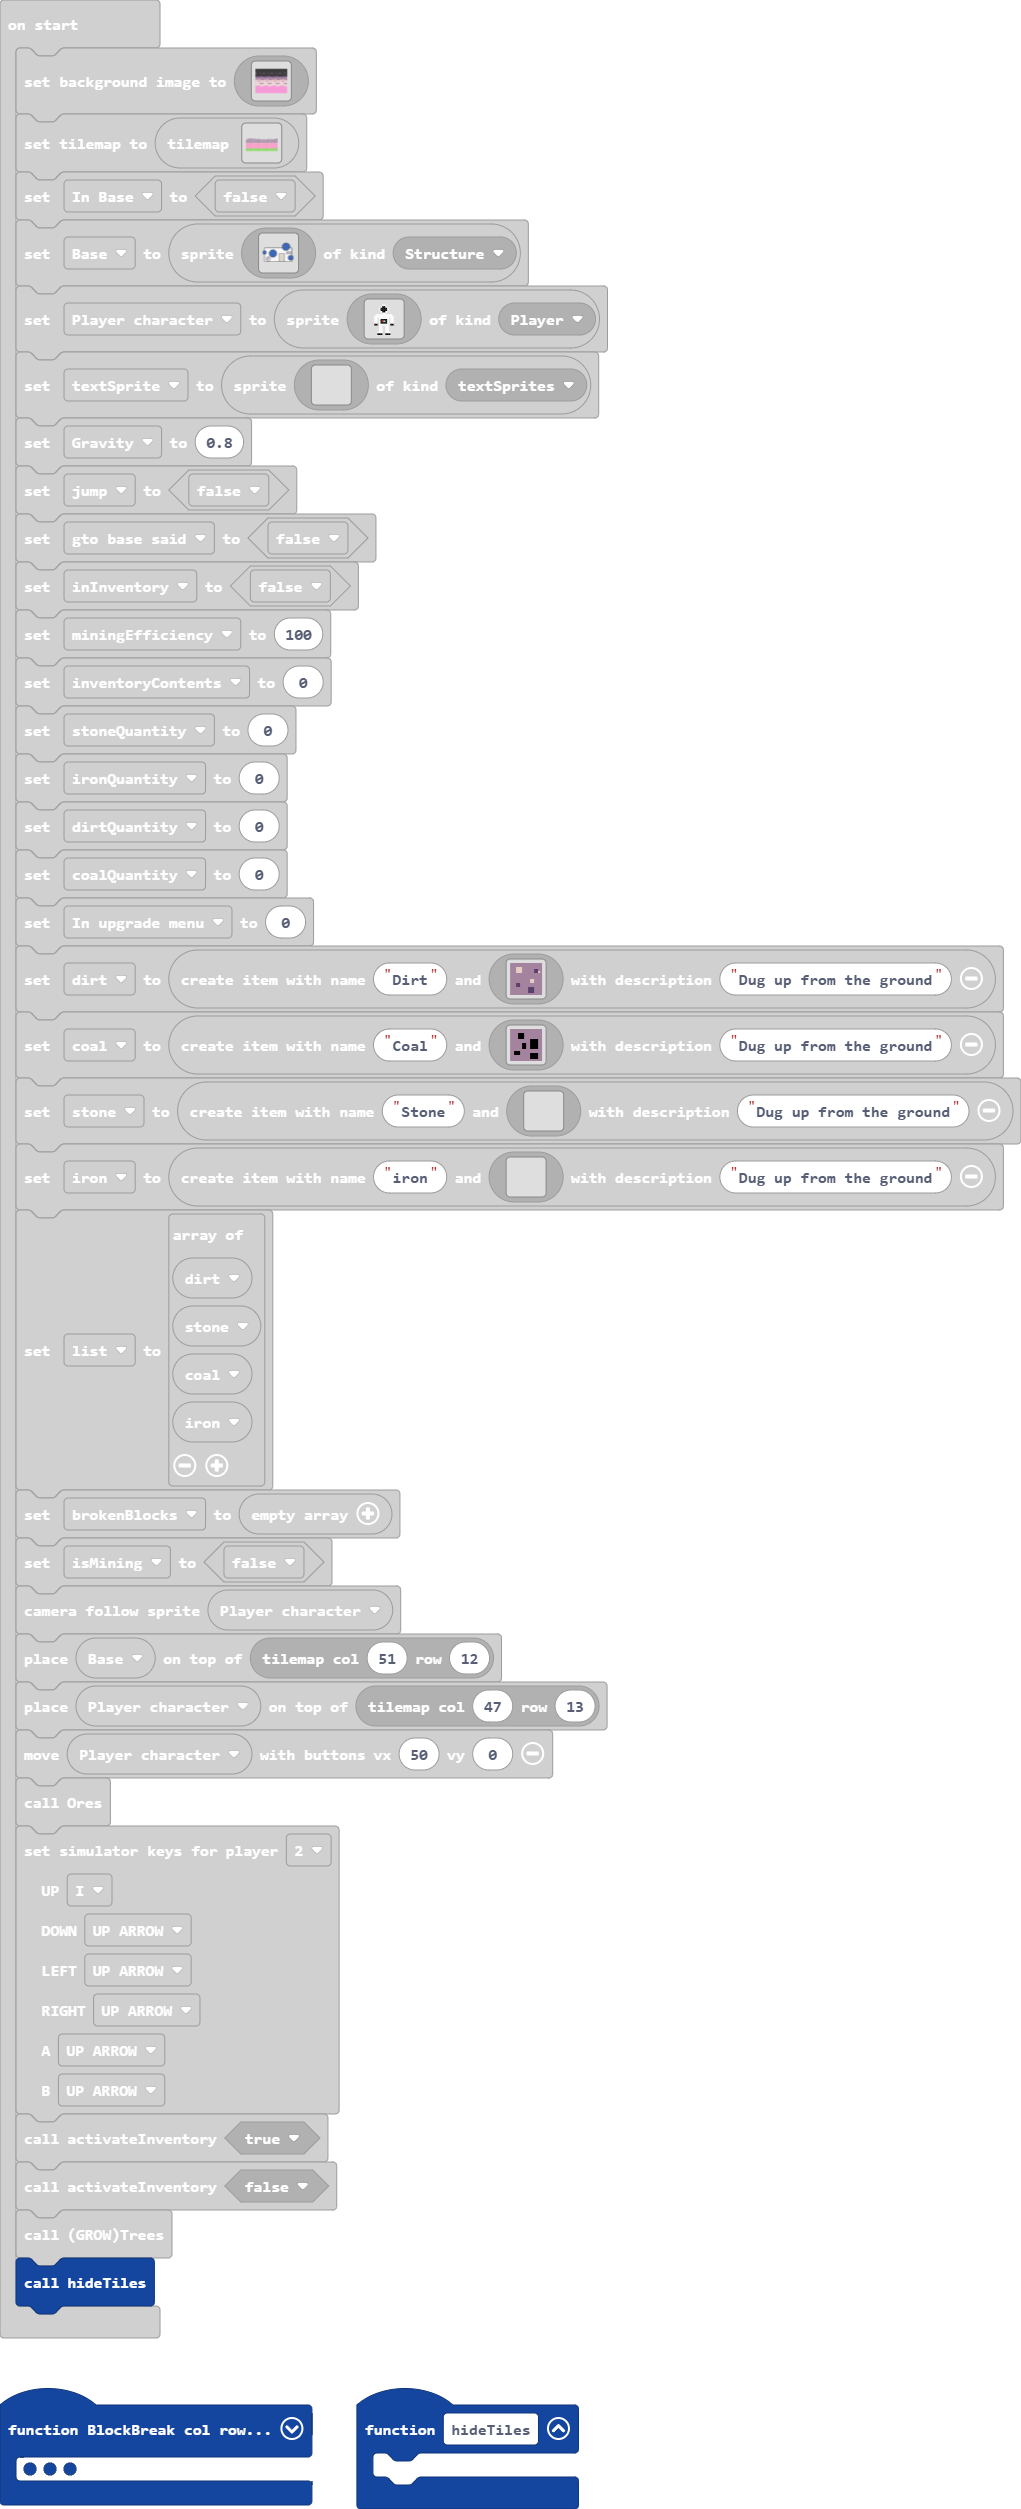 on start
set background image to
set tilemap to tilemap
set In Base to false
set Base to sprite of kind Structure
set Player character to sprite of kind Player
set textSprite to sprite of kind textSprites
set Gravity to 0.8
set jump to false
set gto base said to false
set inInventory to false
set miningEfficiency to 100
set inventoryContents to 0
set stoneQuantity to 0
set ironQuantity to 0
set dirtQuantity to 0
set coalQuantity to 0
set In upgrade menu to 0
set dirt to create item with name "Dirt" and with description "Dug up from the ground"
set coal to create item with name "Coal" and with description "Dug up from the ground"
set stone to create item with name "Stone" and with description "Dug up from the ground"
set iron to create item with name "iron" and with description "Dug up from the ground"
array of
dirt
stone
set list to
coal
iron
set brokenBlocks to empty array
set isMining to false
camera follow sprite Player character
place Base on top of tilemap col 51 row 12
place Player character on top of tilemap col 47 row 13
move Player character with buttons vx 50 vy 0
call Ores
set simulator keys for player 2
UP I
DOWN UP ARROW
LEFT UP ARROW
RIGHT UP ARROW
A UP ARROW
B UP ARROW
call activateInventory true
call activateInventory false
call (GROW)Trees
call hideTiles
function BlockBreak col row...
function hideTiles